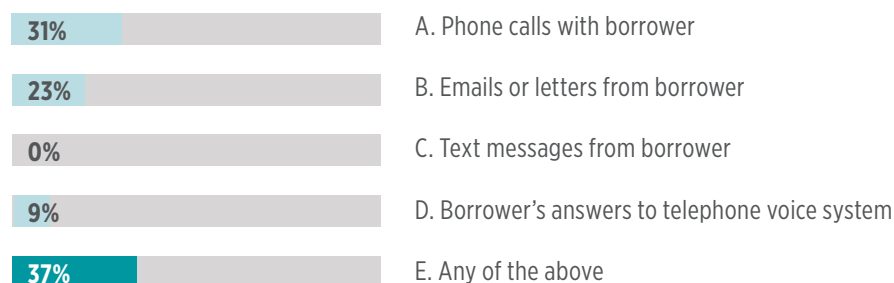 31% A. Phone calls with borrower
23% B. Emails or letters from borrower
0% C. Text messages from borrower
9% D. Borrower’s answers to telephone voice system
37% E. Any of the above